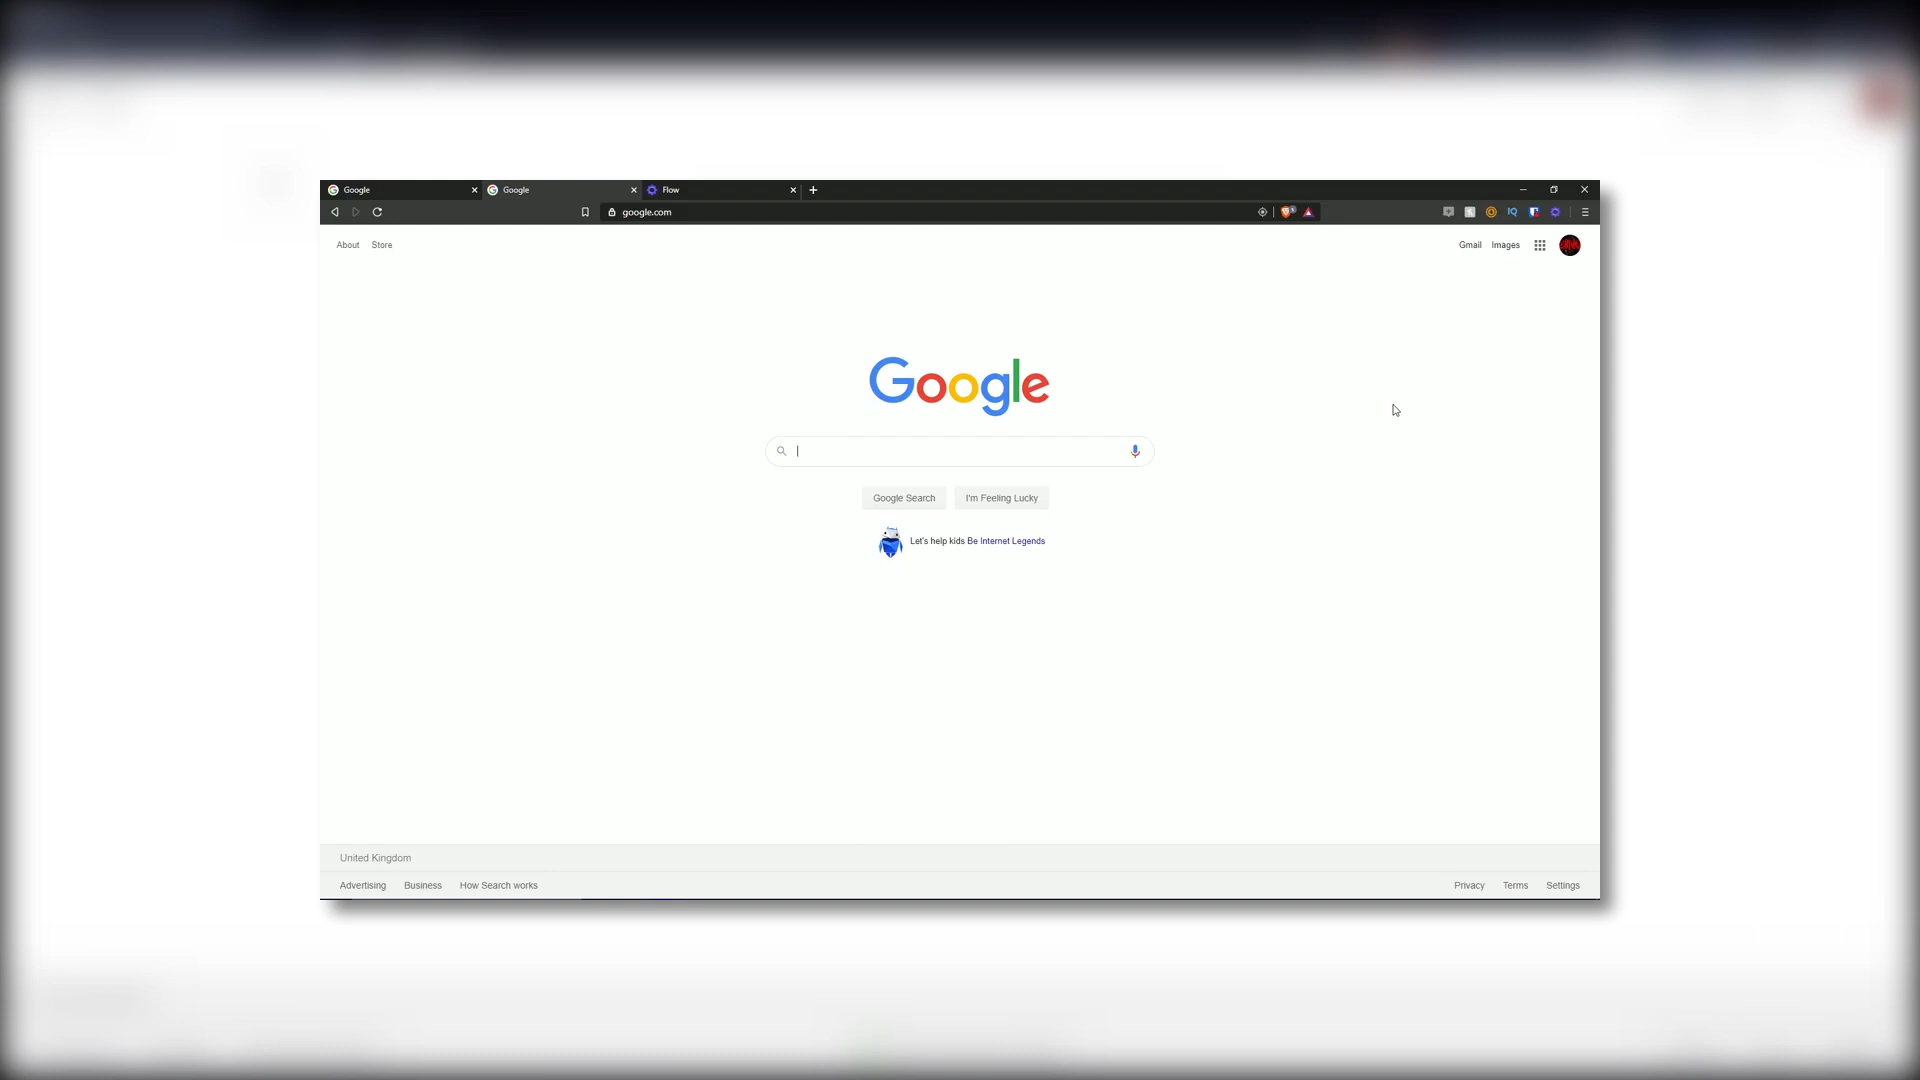 Google Google Flow
google.com IQ
About Store Gmail Images
Google
Google Search I'm Feeling Lucky
Let's help kids Be Internet Legends
United Kingdom
Advertising Business How Search works Privacy Terms Settings